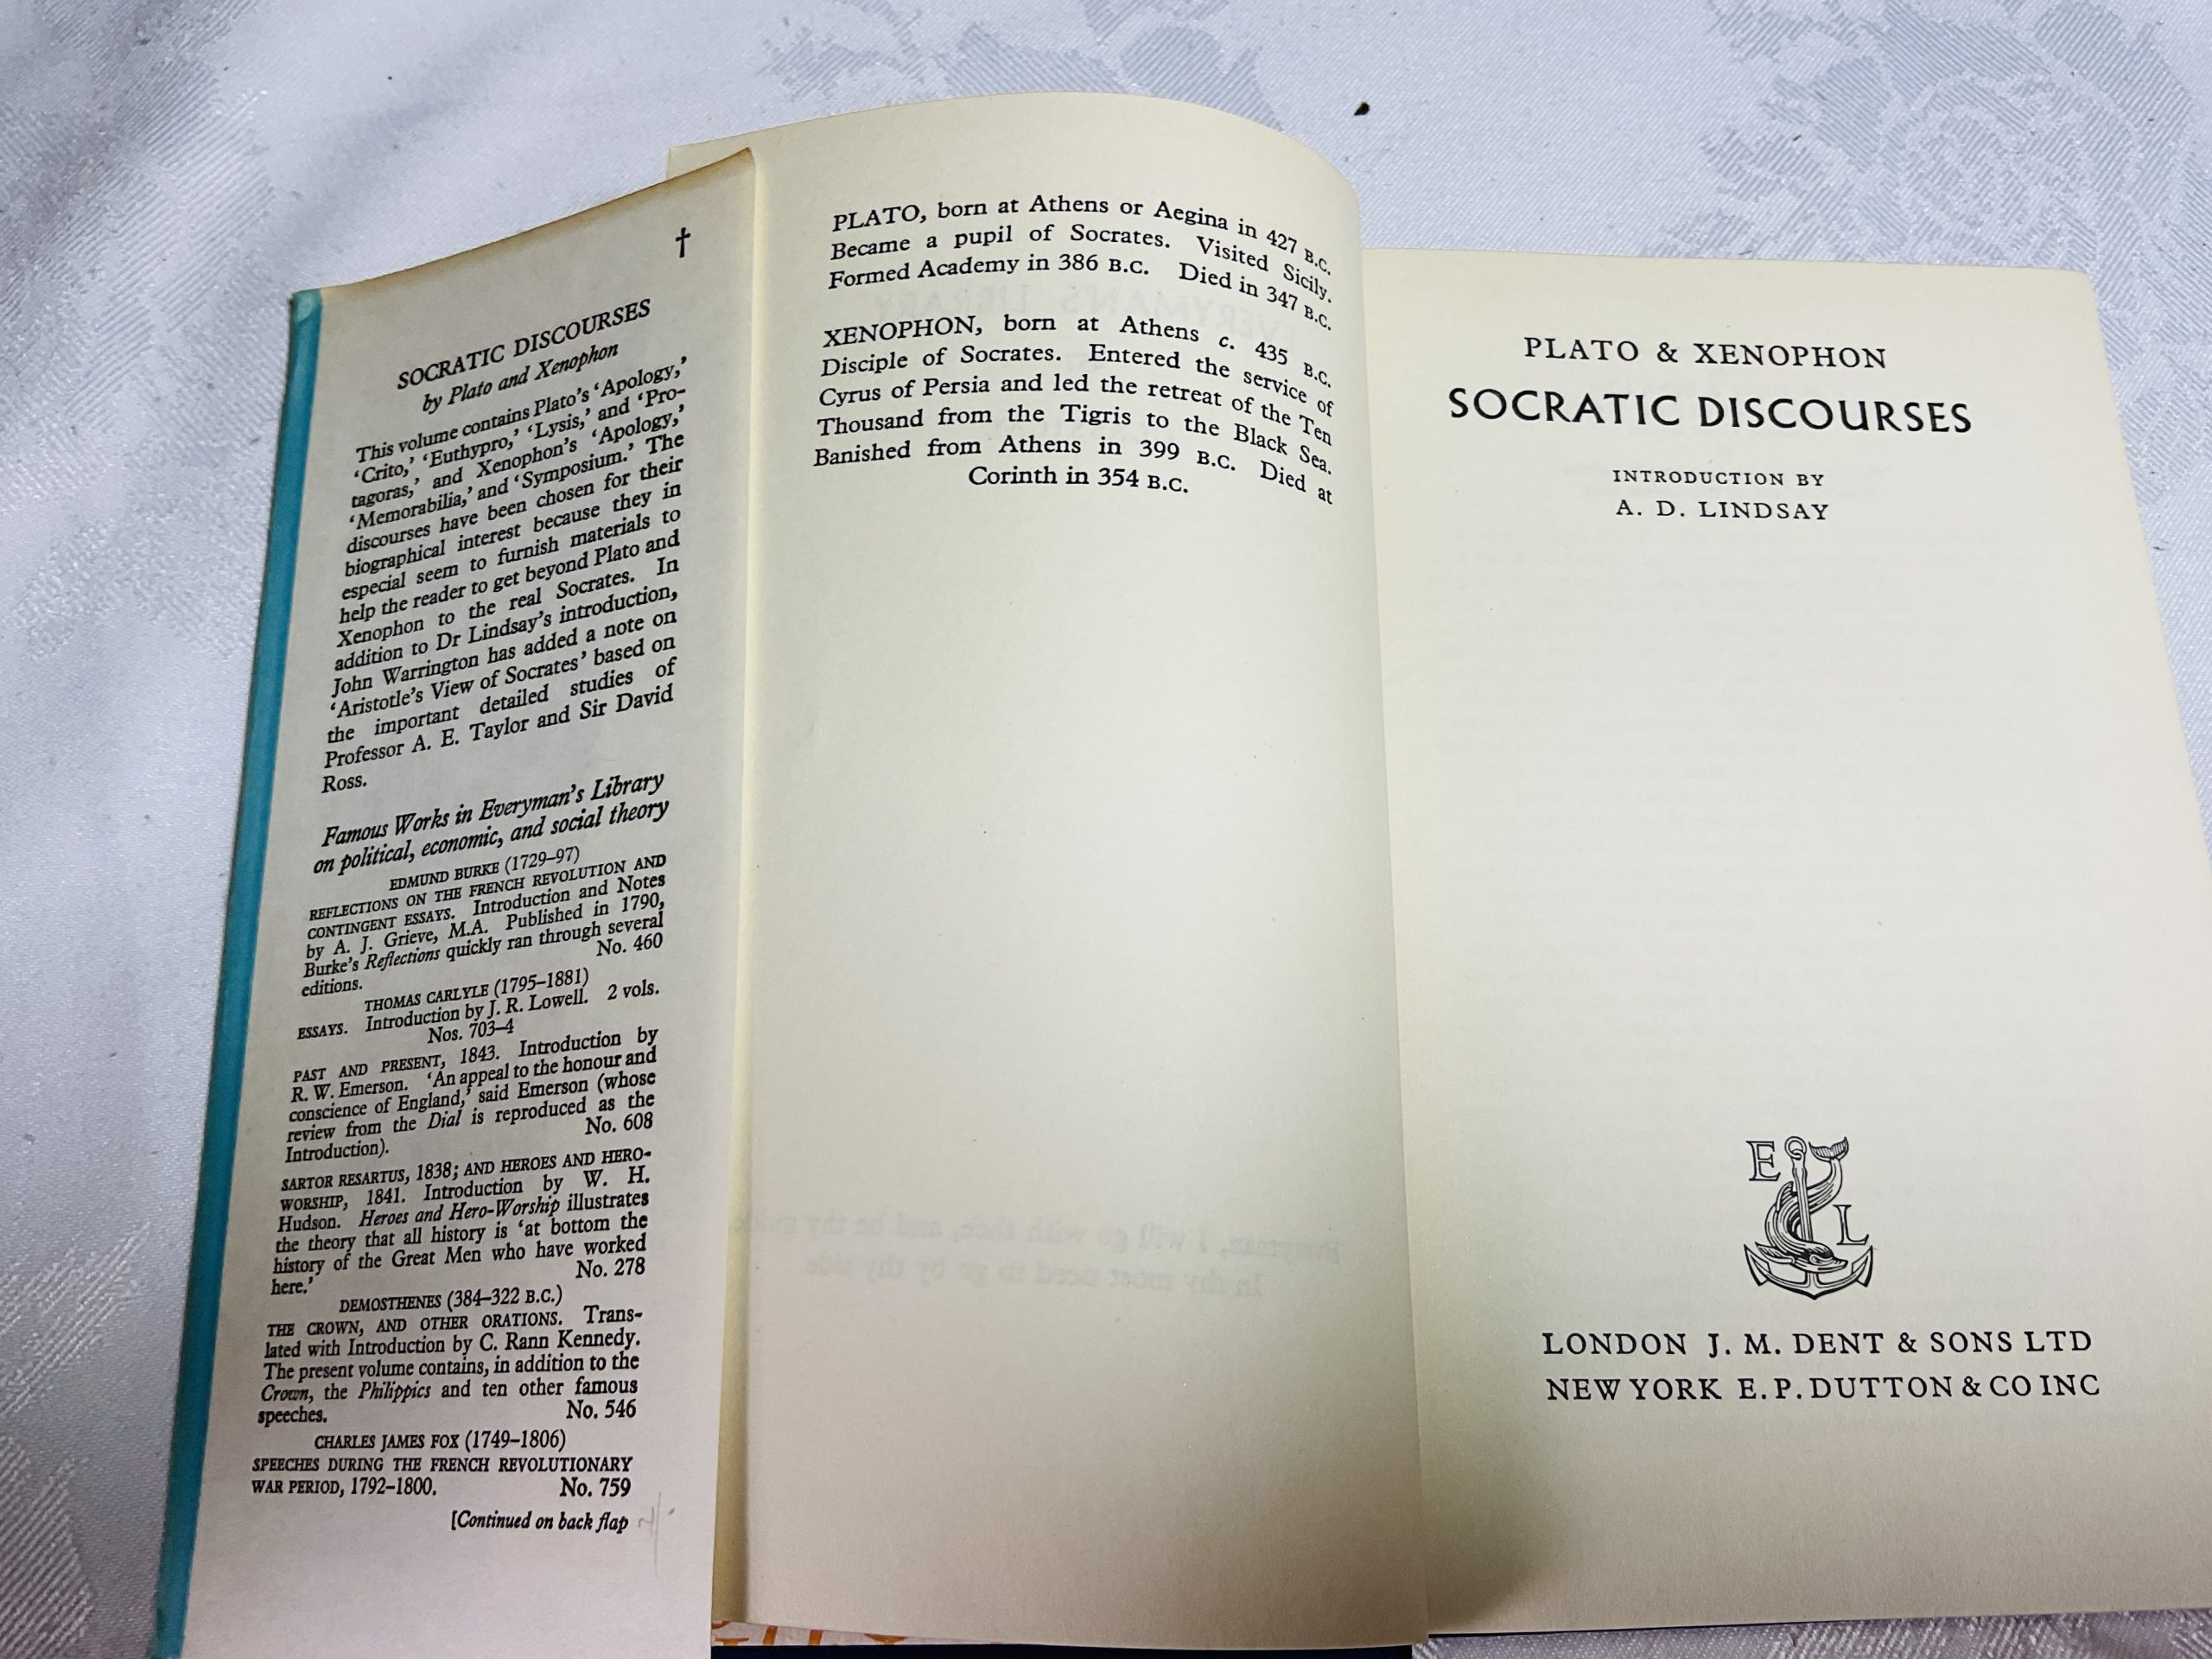 †
SOCRATIC DISCOURSES
by Plato and Xenophon
This volume contains Plato's 'Apology,'
'Crito,' 'Euthypro,' 'Lysis,' and 'Pro-
tagoras,' and Xenophon's 'Apology,'
'Memorabilia,' and 'Symposium.' The
discourses have been chosen for their
biographical interest because they in
especial seem to furnish materials to
help the reader to get beyond Plato and
Xenophon to the real Socrates. In
addition to Dr Lindsay's introduction,
John Warrington has added a note on
'Aristotle's View of Socrates' based on
the important detailed studies of
Professor A. E. Taylor and Sir David
Ross.
Famous Works in Everyman's Library
on political, economic, and social theory
EDMUND BURKE (1729–97)
REFLECTIONS ON THE FRENCH REVOLUTION AND
CONTINGENT ESSAYS. Introduction and Notes
by A. J. Grieve, M.A. Published in 1790,
Burke's Reflections quickly ran through several
editions. No. 460
THOMAS CARLYLE (1795–1881)
ESSAYS. Introduction by J. R. Lowell. 2 vols.
Nos. 703–4
PAST AND PRESENT, 1843. Introduction by
R. W. Emerson. 'An appeal to the honour and
conscience of England,' said Emerson (whose
review from the Dial is reproduced as the
Introduction). No. 608
SARTOR RESARTUS, 1838; AND HEROES AND HERO-
WORSHIP, 1841. Introduction by W. H.
Hudson. Heroes and Hero-Worship illustrates
the theory that all history is 'at bottom the
history of the Great Men who have worked
here.' No. 278
DEMOSTHENES (384–322 B.C.)
THE CROWN, AND OTHER ORATIONS. Trans-
lated with Introduction by C. Rann Kennedy.
The present volume contains, in addition to the
Crown, the Philippics and ten other famous
speeches. No. 546
CHARLES JAMES FOX (1749–1806)
SPEECHES DURING THE FRENCH REVOLUTIONARY
WAR PERIOD, 1792–1800. No. 759
[Continued on back flap
PLATO, born at Athens or Aegina in 427 B.C.
Became a pupil of Socrates. Visited Sicily.
Formed Academy in 386 B.C. Died in 347 B.C.
XENOPHON, born at Athens c. 435 B.C.
Disciple of Socrates. Entered the service of
Cyrus of Persia and led the retreat of the Ten
Thousand from the Tigris to the Black Sea.
Banished from Athens in 399 B.C. Died at
Corinth in 354 B.C.
PLATO & XENOPHON
SOCRATIC DISCOURSES
INTRODUCTION BY
A. D. LINDSAY
E
L
LONDON J. M. DENT & SONS LTD
NEW YORK E. P. DUTTON & CO INC